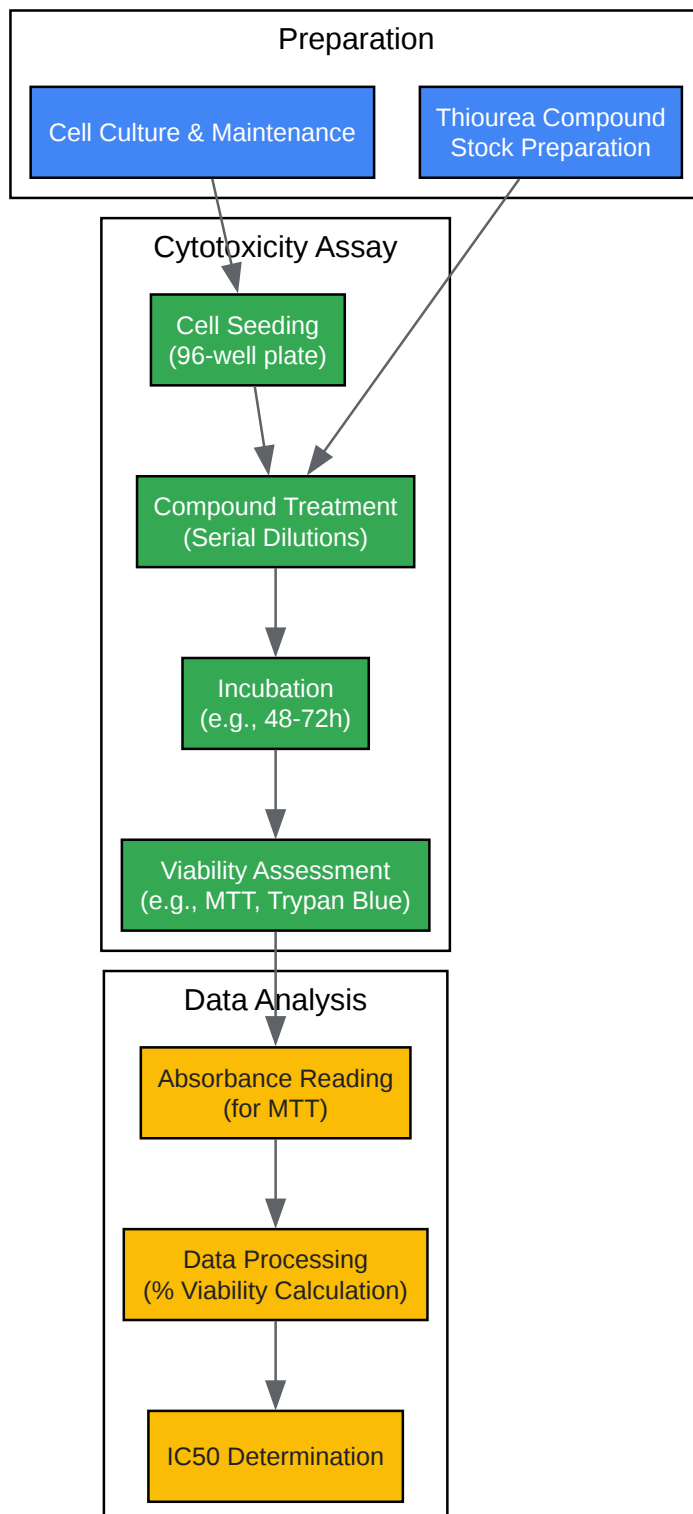 Preparation
Cell Culture & Maintenance
Thiourea Compound
Stock Preparation
Cytotoxicity Assay
Cell Seeding
(96-well plate)
Compound Treatment
(Serial Dilutions)
Incubation
(e.g., 48-72h)
Viability Assessment
(e.g., MTT, Trypan Blue)
Data Analysis
Absorbance Reading
(for MTT)
Data Processing
(% Viability Calculation)
IC50 Determination